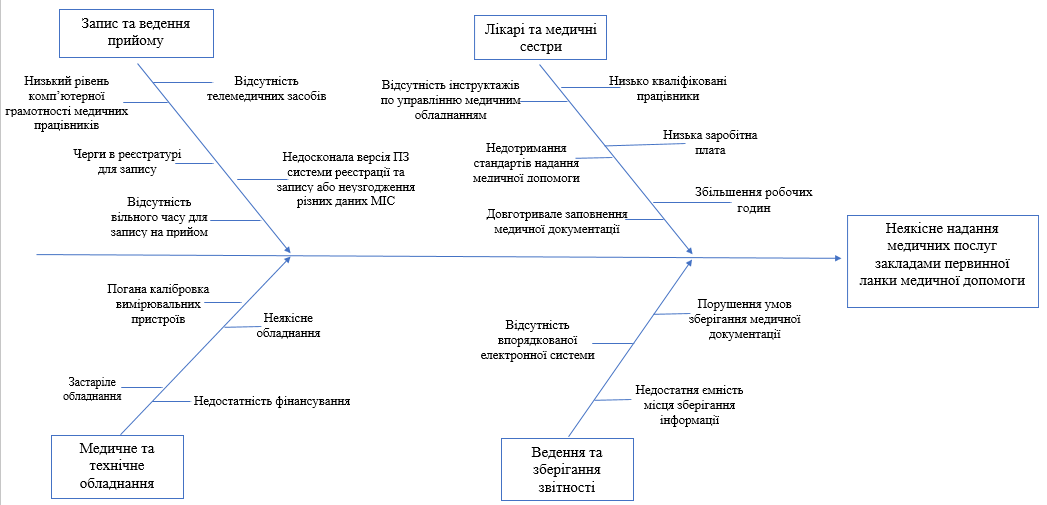 Запис та ведення
прийому
Лікарі та медичні
сестри
Низький рівень
комп’ютерної
грамотності медичних
працівників
Відсутність
телемедичних засобів
Черги в реєстратурі
для запису
Недосконала версія ПЗ
системи реєстрації та
запису або неузгодження
різних даних МІС
Відсутність
вільного часу для
запису на прийом
Відсутність інструктажів
по управлінню медичним
обладнанням
Низько кваліфіковані
працівники
Недотримання
стандартів надання
медичної допомоги
Низька заробітна
плата
Довготривале заповнення
медичної документації
Збільшення робочих
годин
Неякисне надання
медичних послуг
закладами первинної
ланки медичної допомоги
Погана калібровка
вимірювальних
пристроїв
Неякісне
обладнання
Застаріле
обладнання
Недостатність фінансування
Медичне та
технічне
обладнання
Порушення умов
зберігання медичної
документації
Відсутність
впорядкованої
електронної системи
Недостатня ємність
місця зберігання
інформації
Ведення та
зберігання
звітності